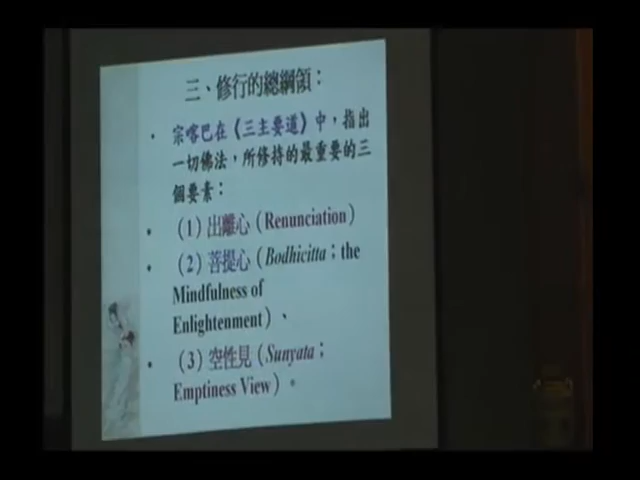 三、修行的總綱領：
• 宗喀巴在《三主要道》中，指出
一切佛法，所修持的最重要的三
個要素：
• （1）出離心（Renunciation）
• （2）菩提心（Bodhicitta；the
Mindfulness of
Enlightenment）、
• （3）空性見（Sunyata；
Emptiness View）。